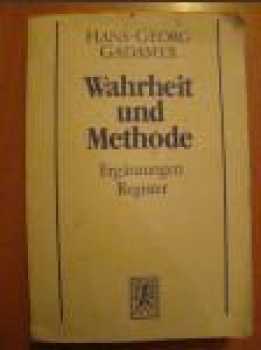 HANS-GEORG
GADAMER
Wahrheit
und
Methode
Ergänzungen
Register